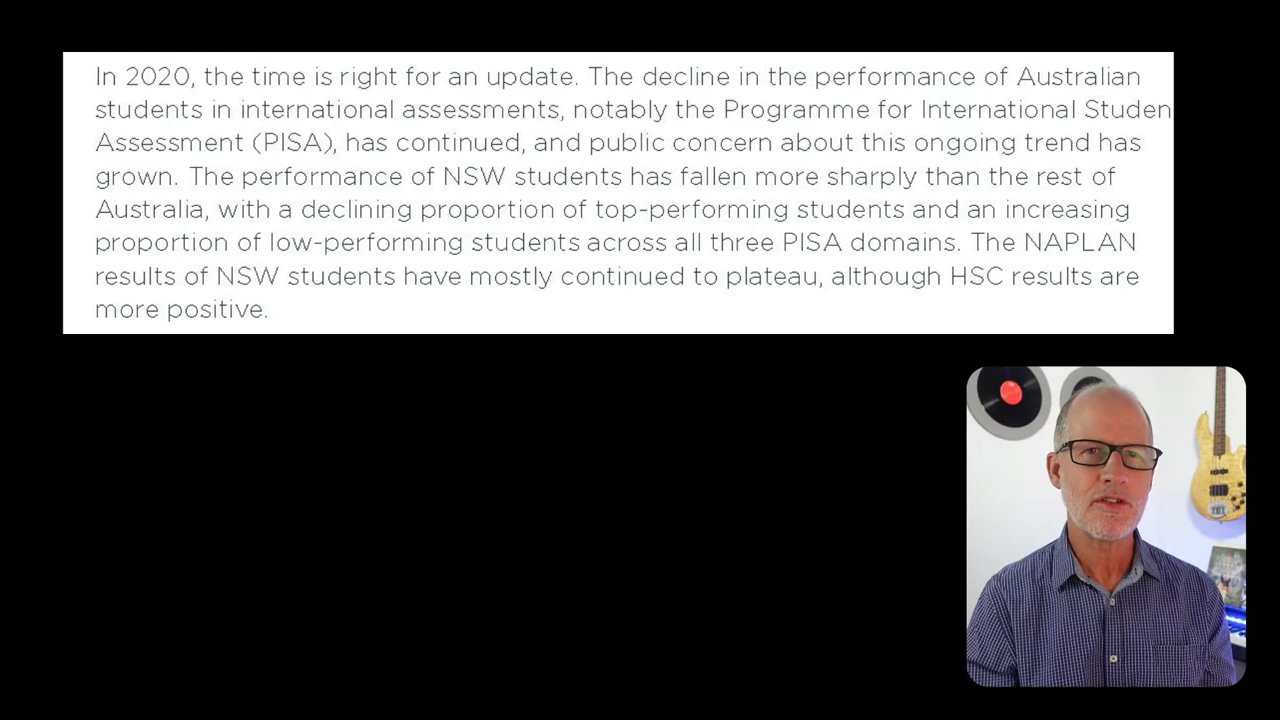 In 2020, the time is right for an update. The decline in the performance of Australian
students in international assessments, notably the Programme for International Studen
Assessment (PISA), has continued, and public concern about this ongoing trend has
grown. The performance of NSW students has fallen more sharply than the rest of
Australia, with a declining proportion of top-performing students and an increasing
proportion of low-performing students across all three PISA domains. The NAPLAN
results of NSW students have mostly continued to plateau, although HSC results are
more positive.